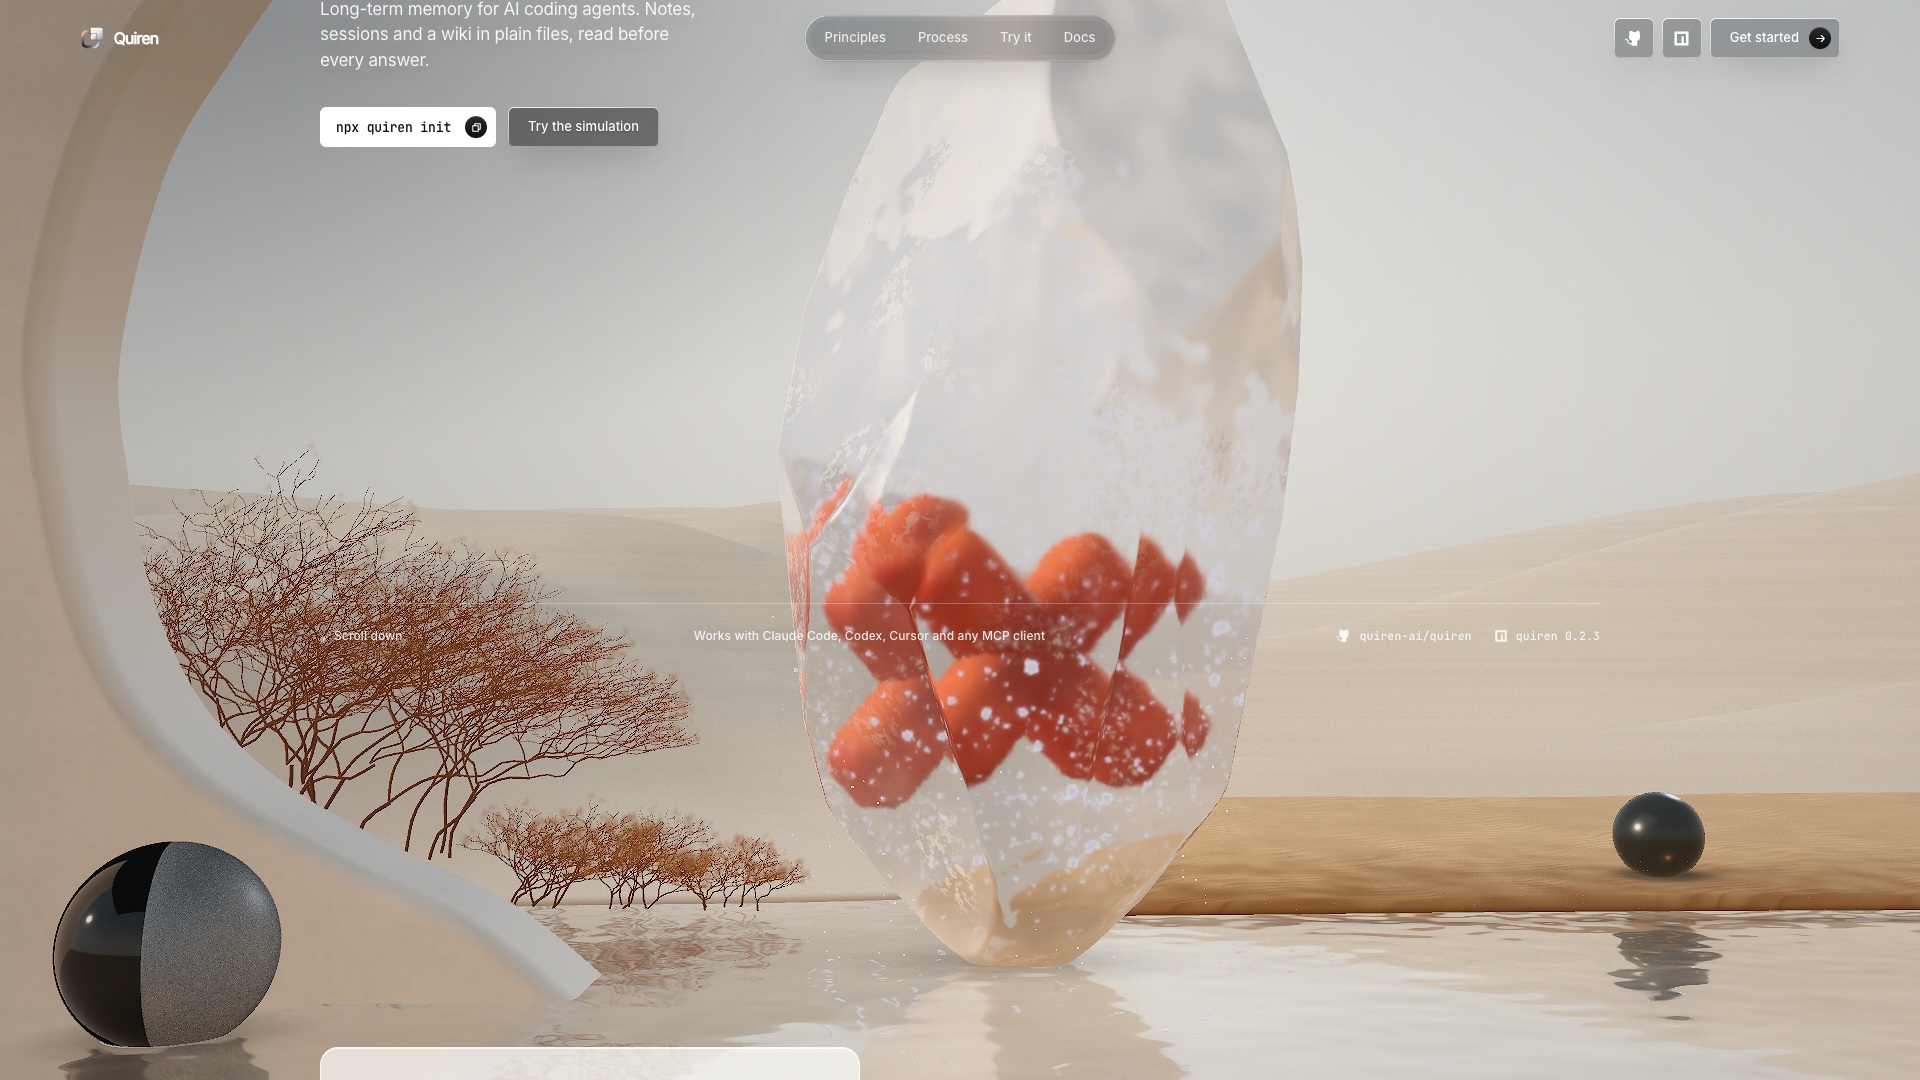 Long-term memory for AI coding agents. Notes,
sessions and a wiki in plain files, read before
every answer.
Quiren
Principles
Process
Try it
Docs
Get started
npx quiren init
Try the simulation
Scroll down
Works with Claude Code, Codex, Cursor and any MCP client
quiren-ai/quiren
quiren 0.2.3